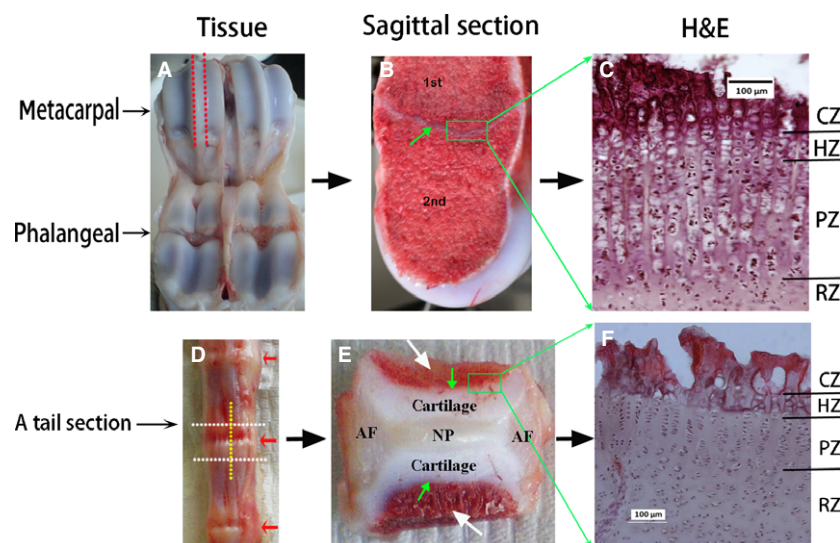 Tissue
Sagittal section
H&E
Metacarpal
Phalangeal
A
B
1st
2nd
C
100 µm
CZ
HZ
PZ
RZ
A tail section
D
E
Cartilage
AF
NP
AF
Cartilage
F
100 µm
CZ
HZ
PZ
RZ